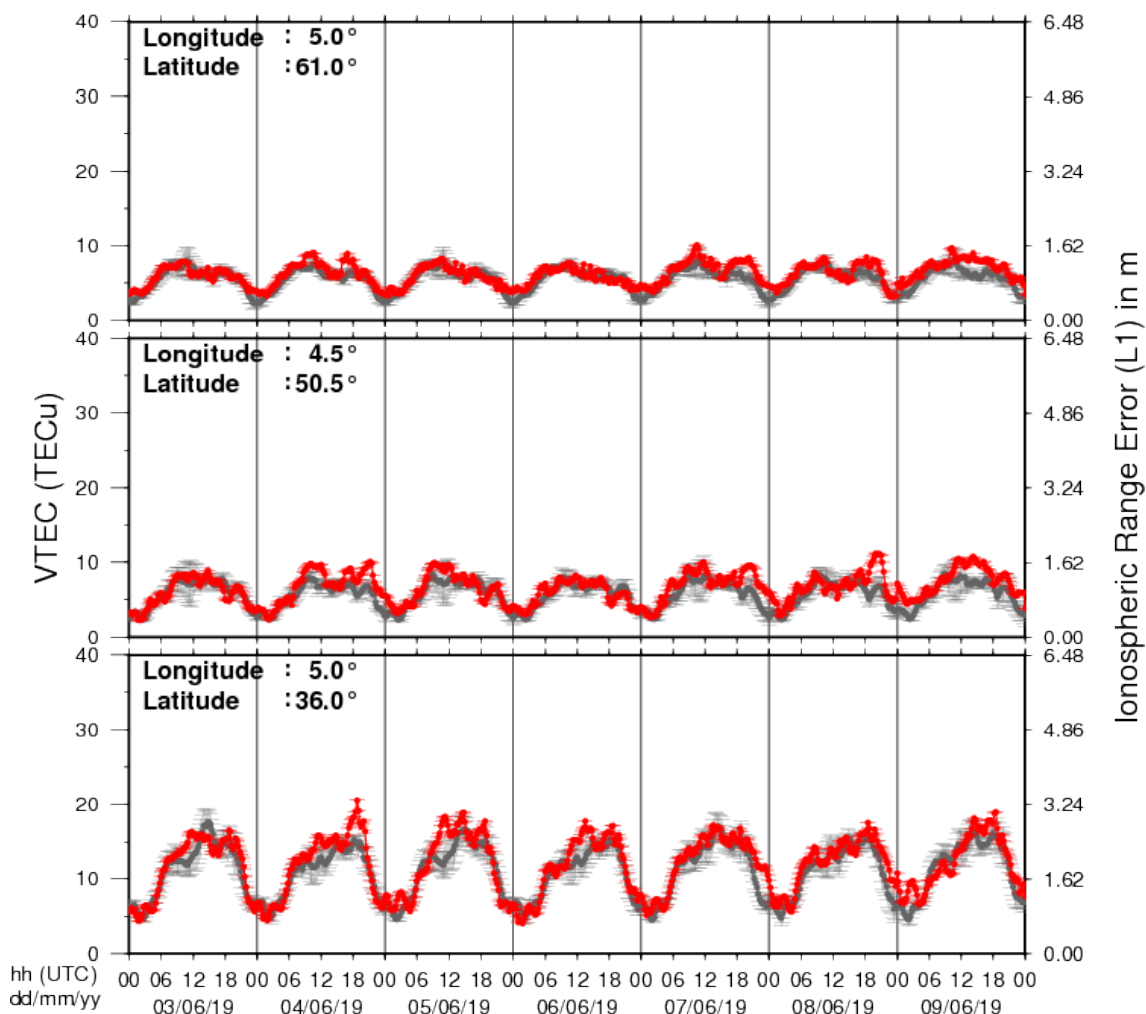 40
30
20
10
0
Longitude : 5.0°
Latitude :61.0°
6.48
4.86
3.24
1.62
0.00
40
30
20
10
0
Longitude : 4.5°
Latitude :50.5°
6.48
4.86
3.24
1.62
0.00
40
30
20
10
0
Longitude : 5.0°
Latitude :36.0°
6.48
4.86
3.24
1.62
0.00
VTEC (TECu)
Ionospheric Range Error (L1) in m
hh (UTC)
00 06 12 18 00 06 12 18 00 06 12 18 00 06 12 18 00 06 12 18 00 06 12 18 00 06 12 18 00
dd/mm/yy
03/06/19 04/06/19 05/06/19 06/06/19 07/06/19 08/06/19 09/06/19